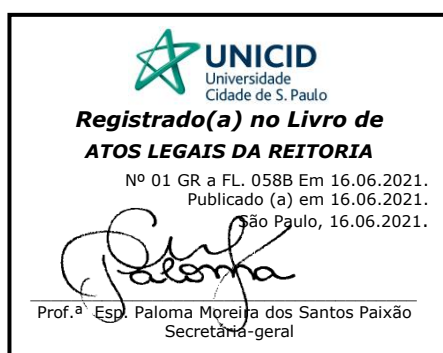 UNICID
Universidade
Cidade de S. Paulo
Registrado(a) no Livro de
ATOS LEGAIS DA REITORIA
Nº 01 GR a FL. 058B Em 16.06.2021.
Publicado (a) em 16.06.2021.
São Paulo, 16.06.2021.
Paloma
Prof.ª Esp. Paloma Moreira dos Santos Paixão
Secretária-geral